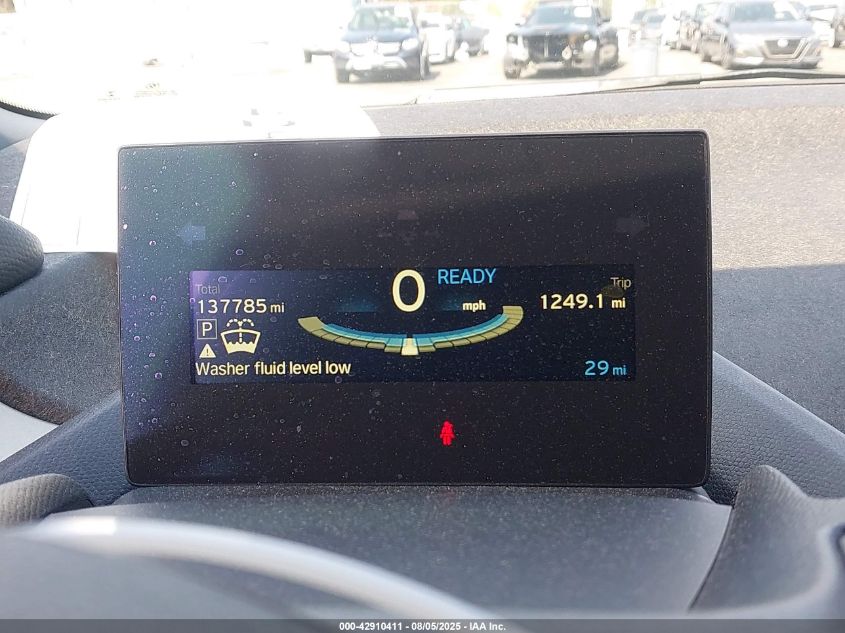 READY
Total
0
Trip
137785 mi
mph
1249.1 mi
P
Washer fluid level low
29 mi
000-42910411 - 08/05/2025 - IAA Inc.